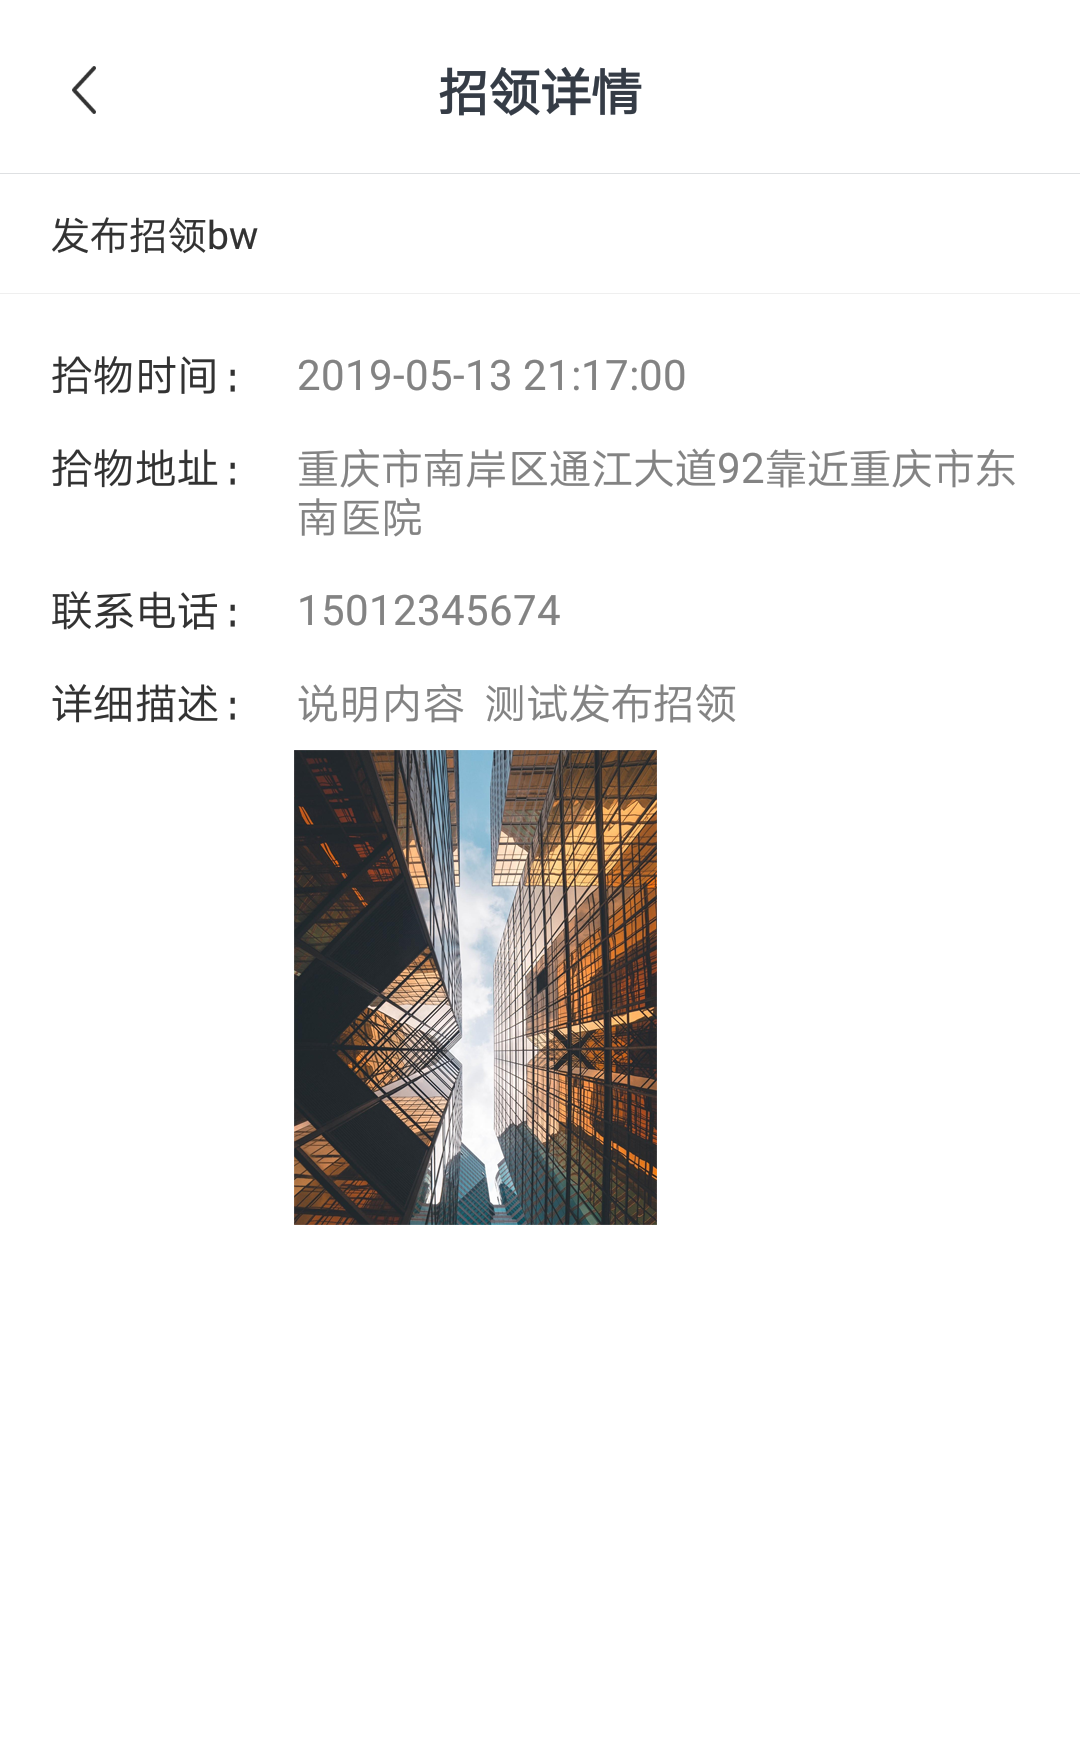 招领详情
发布招领bw
拾物时间： 2019-05-13 21:17:00
拾物地址： 重庆市南岸区通江大道92靠近重庆市东
南医院
联系电话： 15012345674
详细描述： 说明内容 测试发布招领